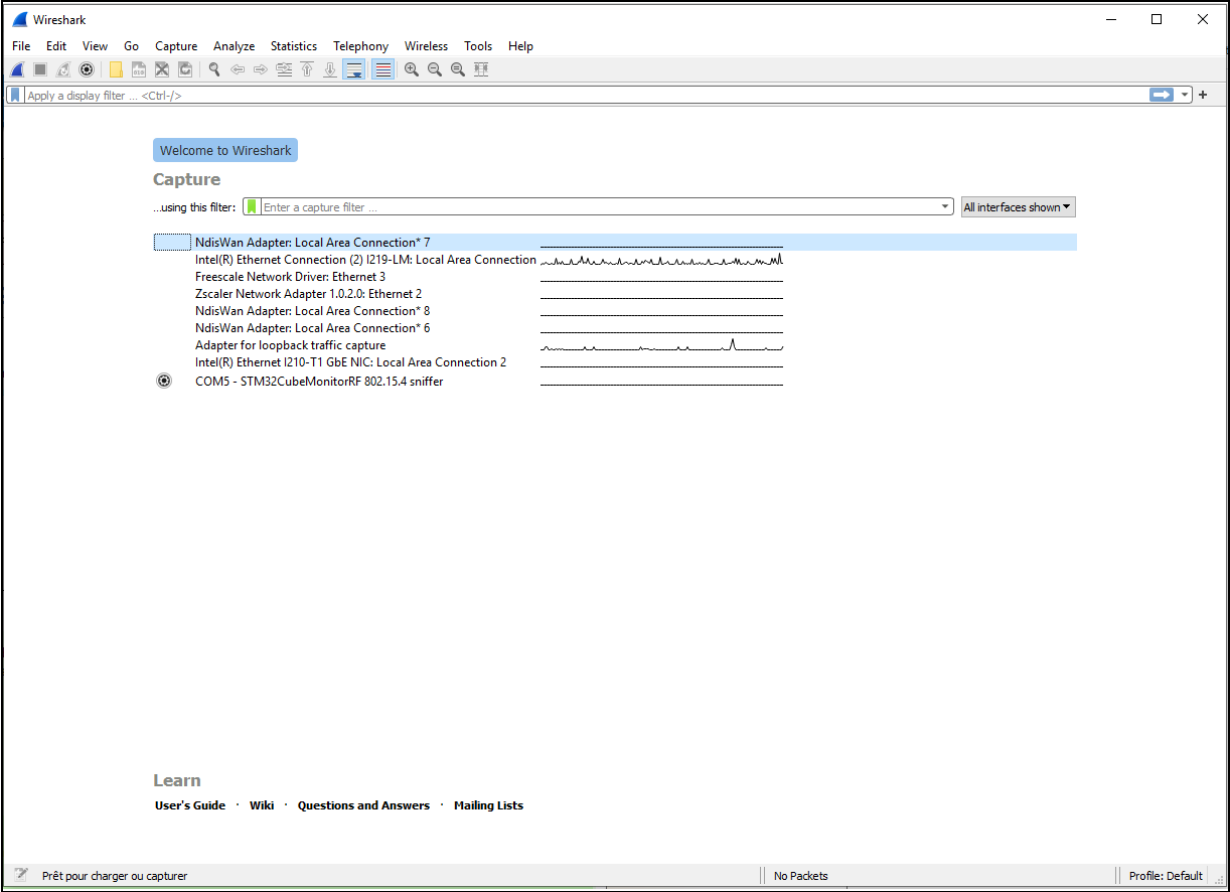 Wireshark
File Edit View Go Capture Analyze Statistics Telephony Wireless Tools Help
Apply a display filter ... <Ctrl-/>
Welcome to Wireshark
Capture
...using this filter: Enter a capture filter ... All interfaces shown
NdisWan Adapter: Local Area Connection* 7
Intel(R) Ethernet Connection (2) I219-LM: Local Area Connection
Freescale Network Driver: Ethernet 3
Zscaler Network Adapter 1.0.2.0: Ethernet 2
NdisWan Adapter: Local Area Connection* 8
NdisWan Adapter: Local Area Connection* 6
Adapter for loopback traffic capture
Intel(R) Ethernet I210-T1 GbE NIC: Local Area Connection 2
COM5 - STM32CubeMonitorRF 802.15.4 sniffer
Learn
User's Guide · Wiki · Questions and Answers · Mailing Lists
Prêt pour charger ou capturer No Packets Profile: Default